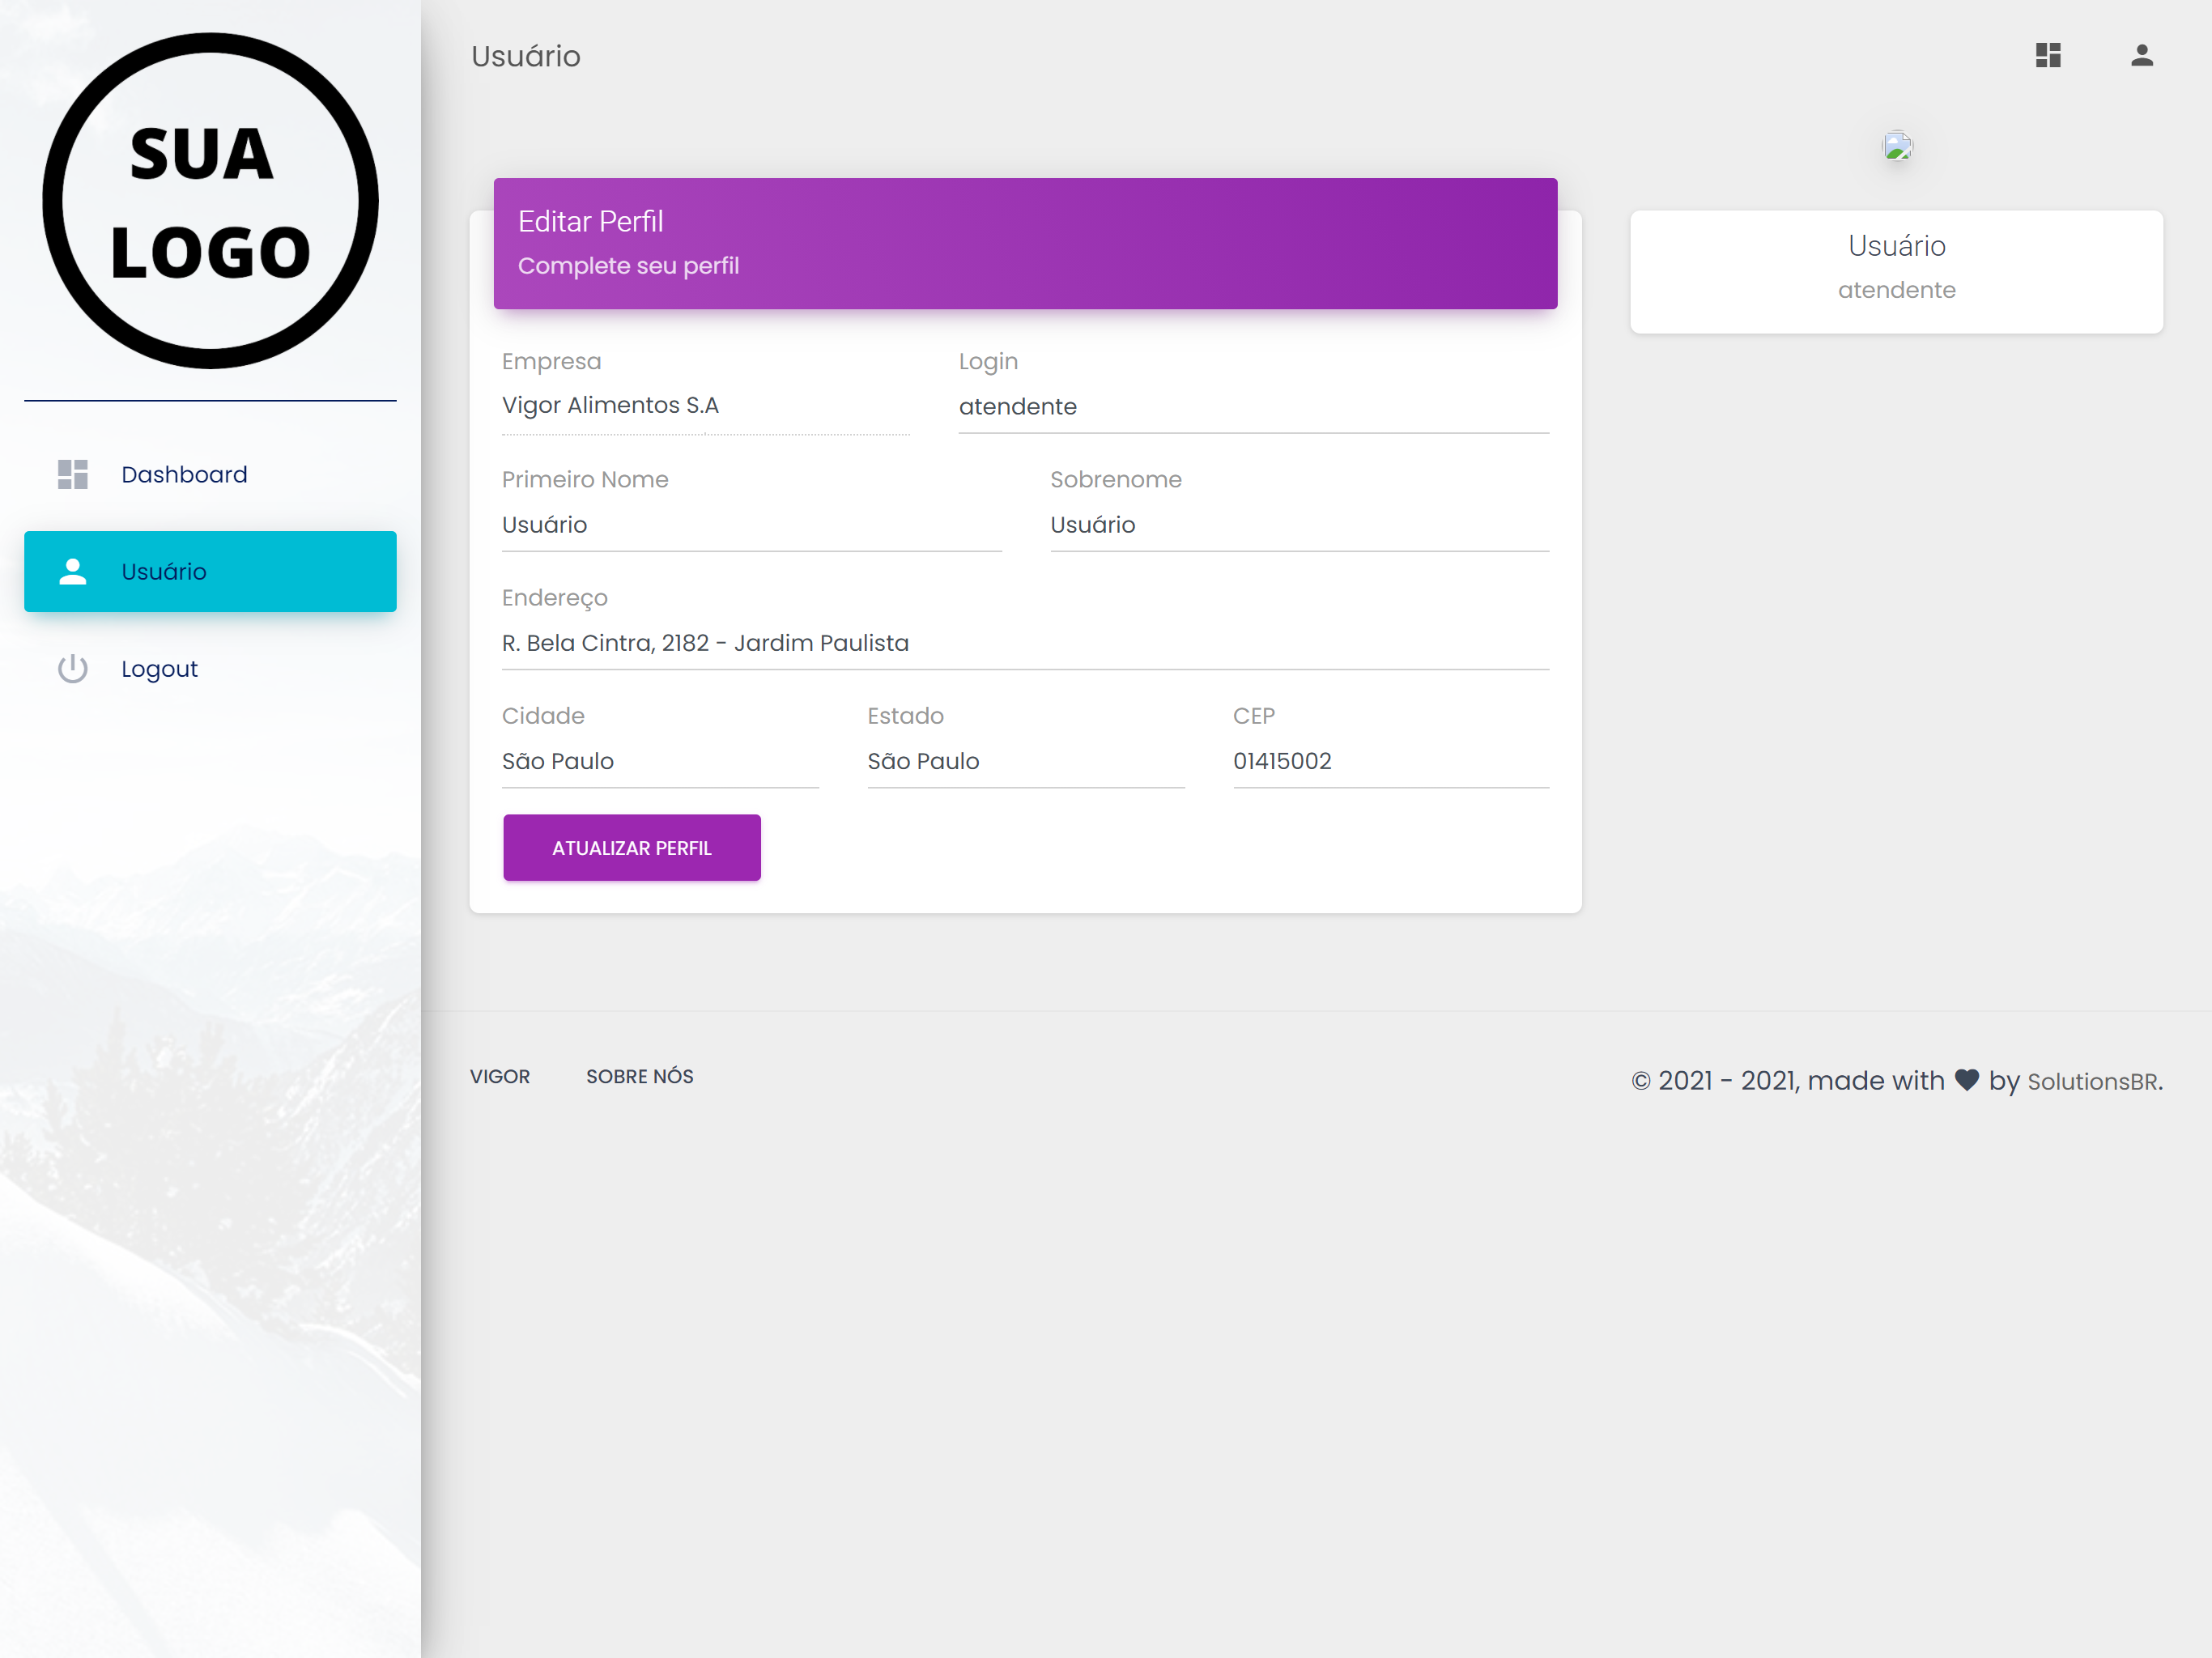 SUA
LOGO
Dashboard
Usuário
Logout
Usuário
Editar Perfil
Complete seu perfil
Empresa
Vigor Alimentos S.A
Login
atendente
Primeiro Nome
Usuário
Sobrenome
Usuário
Endereço
R. Bela Cintra, 2182 - Jardim Paulista
Cidade
São Paulo
Estado
São Paulo
CEP
01415002
ATUALIZAR PERFIL
Usuário
atendente
VIGOR
SOBRE NÓS
© 2021 - 2021, made with ♥ by SolutionsBR.